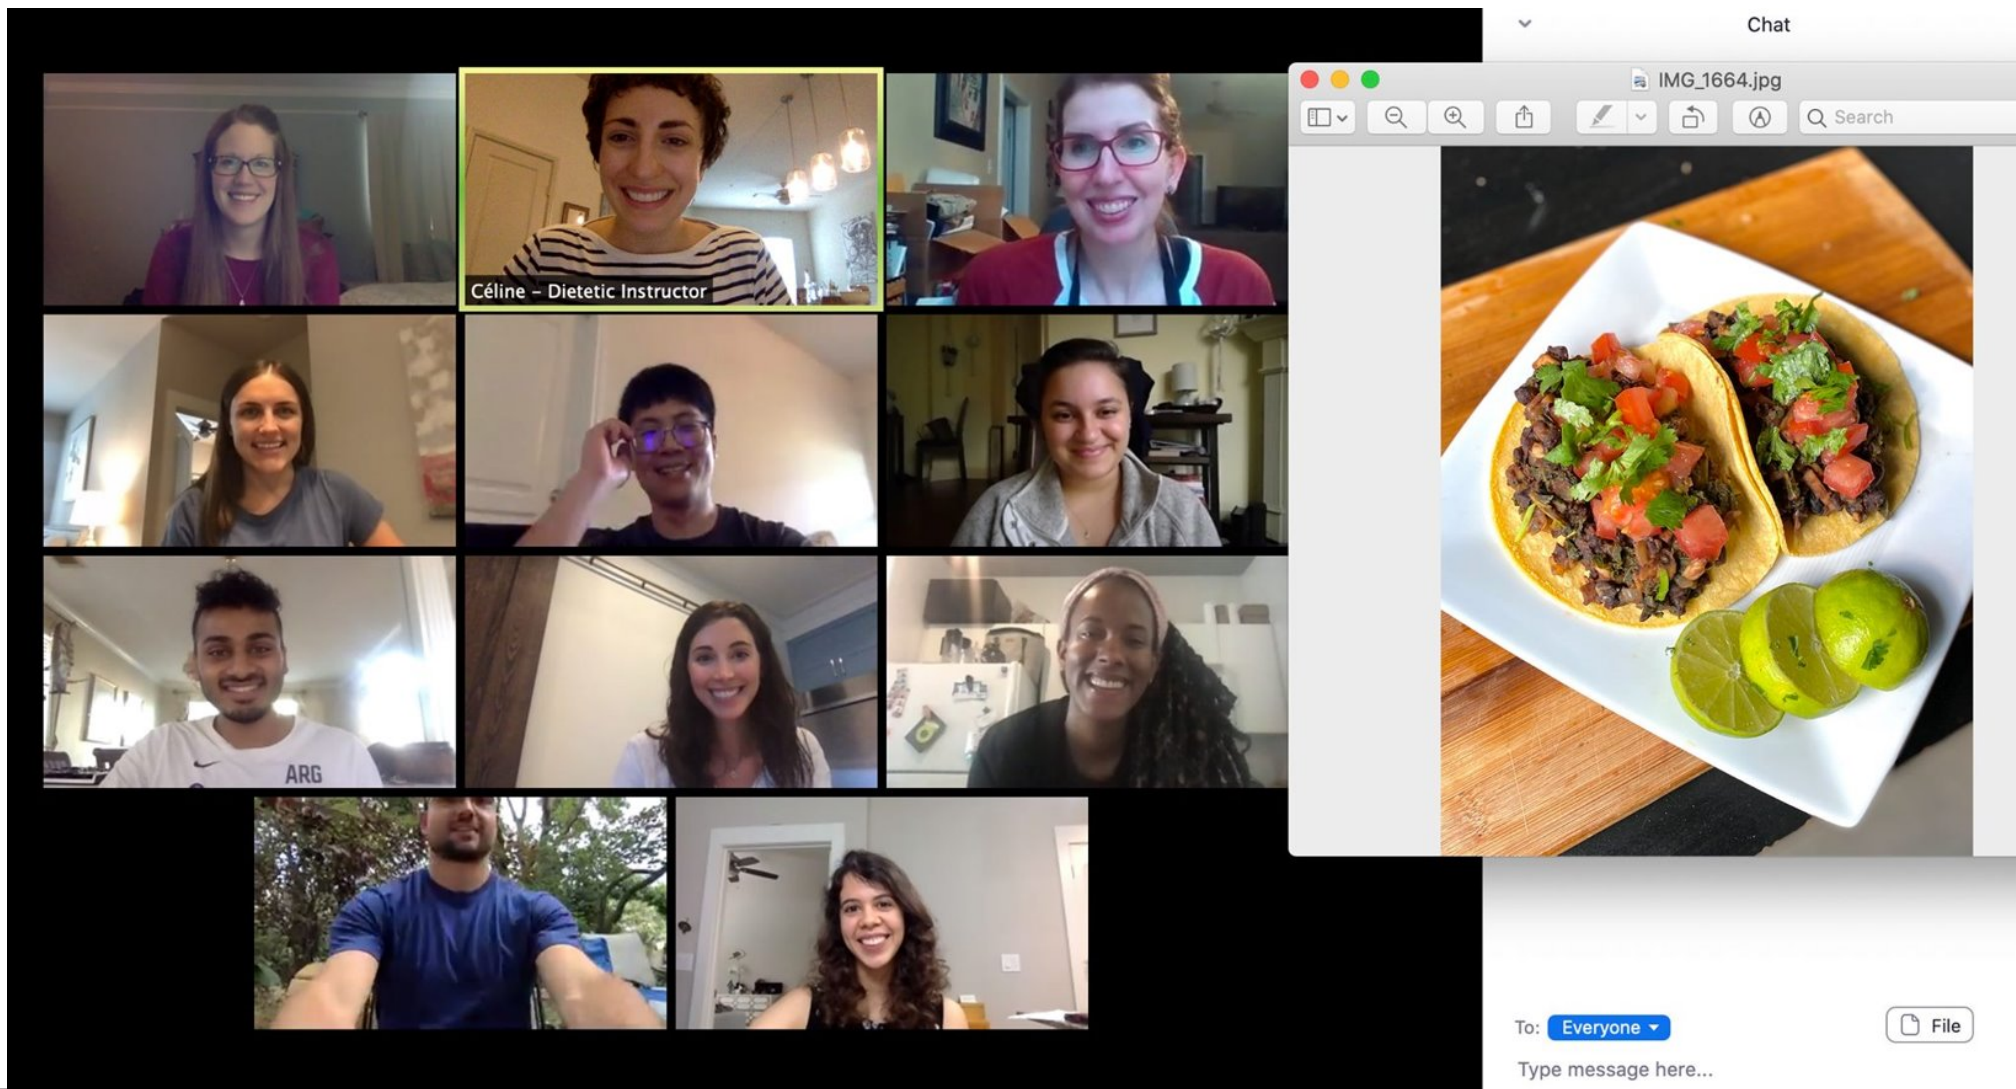 Chat
IMG_1664.jpg
Search
Céline – Dietetic Instructor
ARG
To: Everyone
File
Type message here...